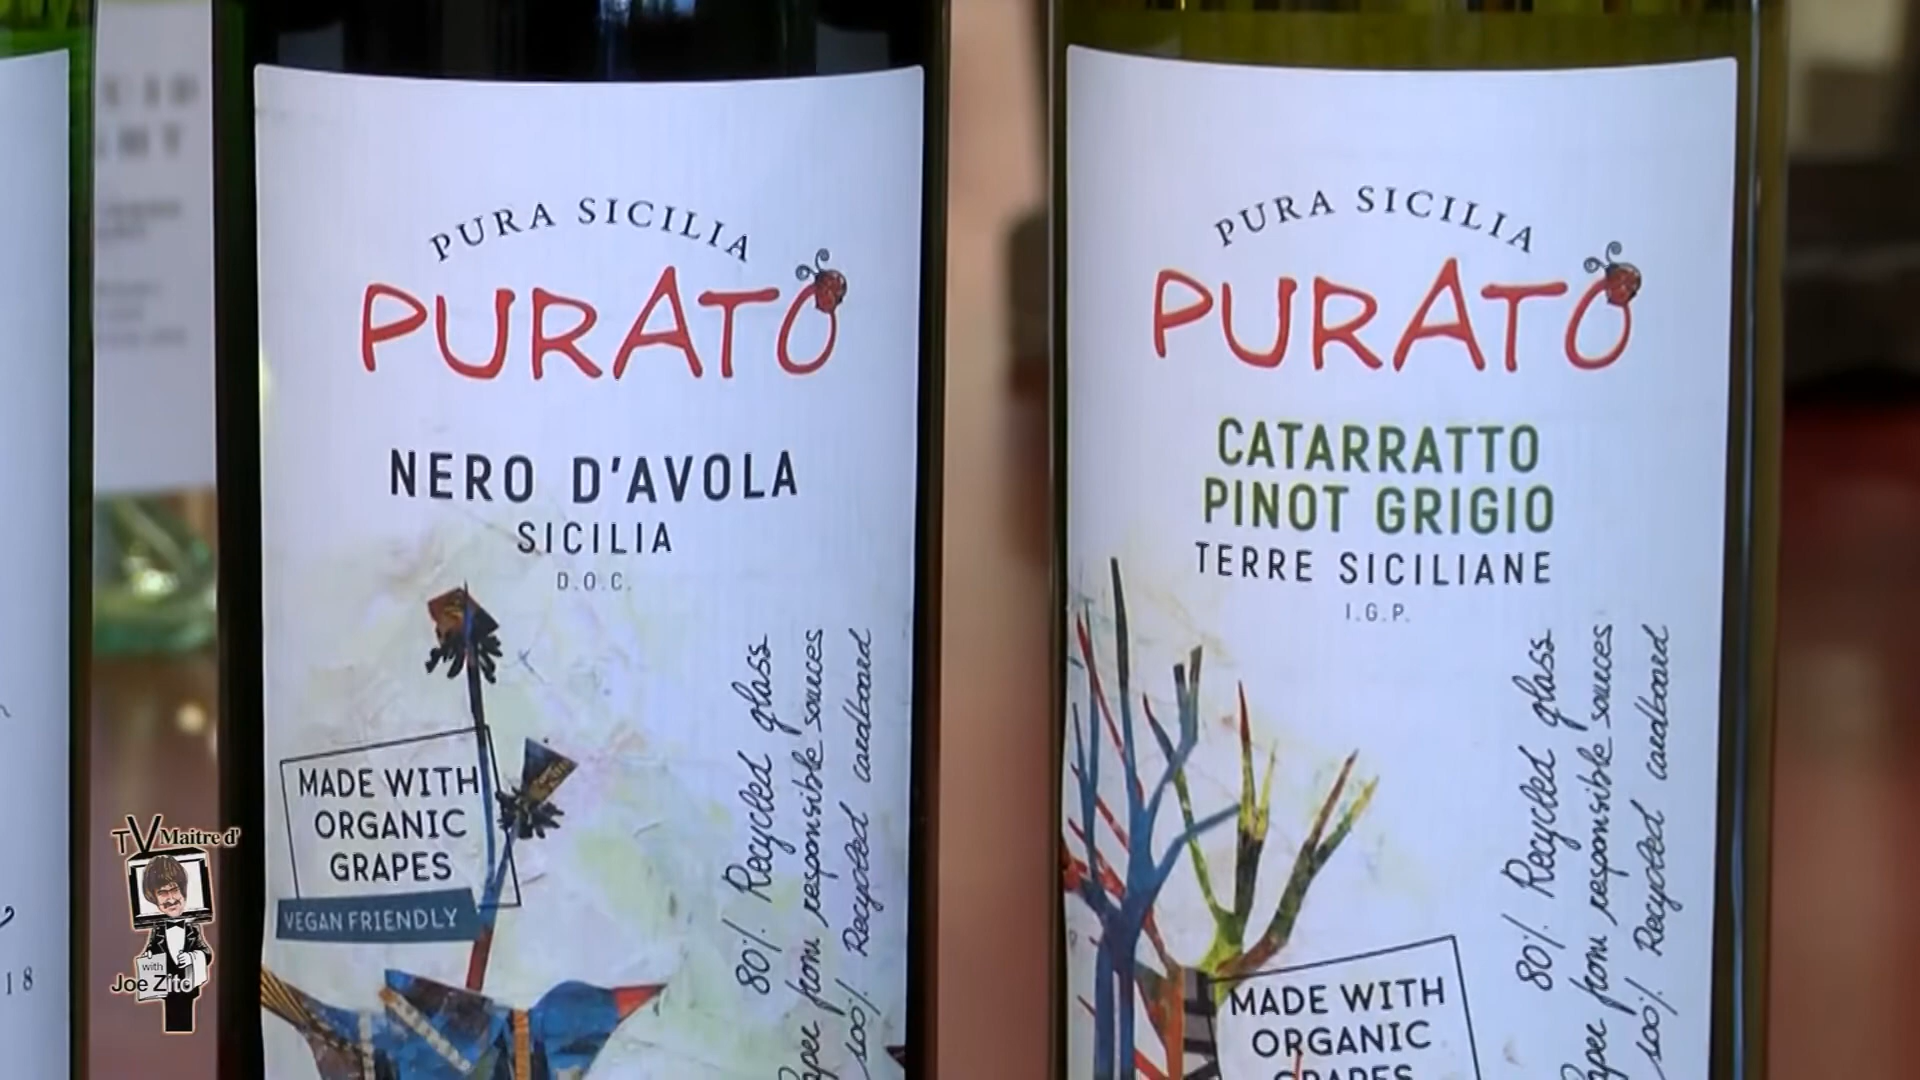 PURA SICILIA
PURATO
NERO D'AVOLA
SICILIA
D.O.C.
MADE WITH
ORGANIC
GRAPES
VEGAN FRIENDLY
80% Recycled glass
from responsible sources
100% Recycled cardboard
PURA SICILIA
PURATO
CATARRATTO
PINOT GRIGIO
TERRE SICILIANE
I.G.P.
MADE WITH
ORGANIC
GRAPES
80% Recycled glass
from responsible sources
100% Recycled cardboard
TV Maitre d'
with
Joe Zito
18